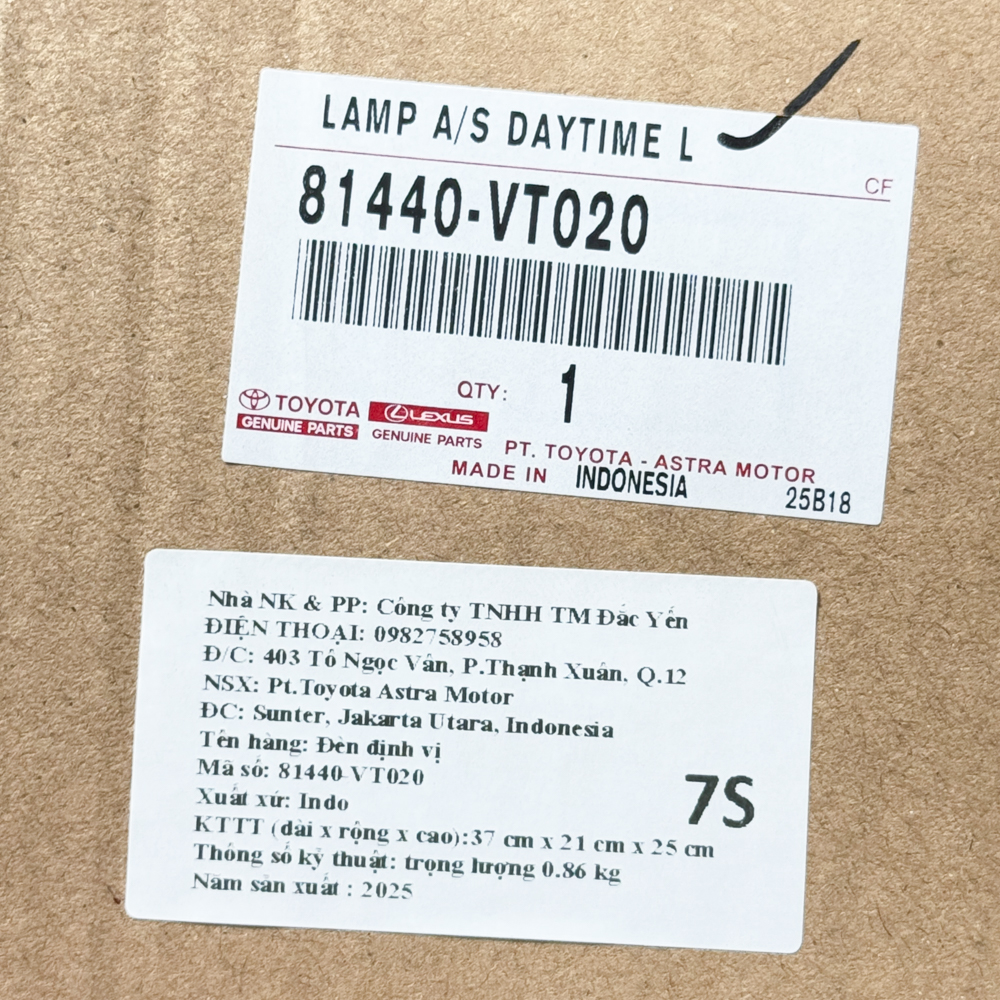 LAMP A/S DAYTIME L
CF
81440-VT020
QTY: 1
TOYOTA
GENUINE PARTS
LEXUS
GENUINE PARTS
PT. TOYOTA - ASTRA MOTOR
MADE IN INDONESIA
25B18
Nhà NK & PP: Công ty TNHH TM Đắc Yến
ĐIỆN THOẠI: 0982758958
Đ/C: 403 Tô Ngọc Vân, P.Thạnh Xuân, Q.12
NSX: Pt.Toyota Astra Motor
ĐC: Sunter, Jakarta Utara, Indonesia
Tên hàng: Đèn định vị
Mã số: 81440-VT020
7S
Xuất xứ: Indo
KTTT (dài x rộng x cao):37 cm x 21 cm x 25 cm
Thông số kỹ thuật: trọng lượng 0.86 kg
Năm sản xuất : 2025